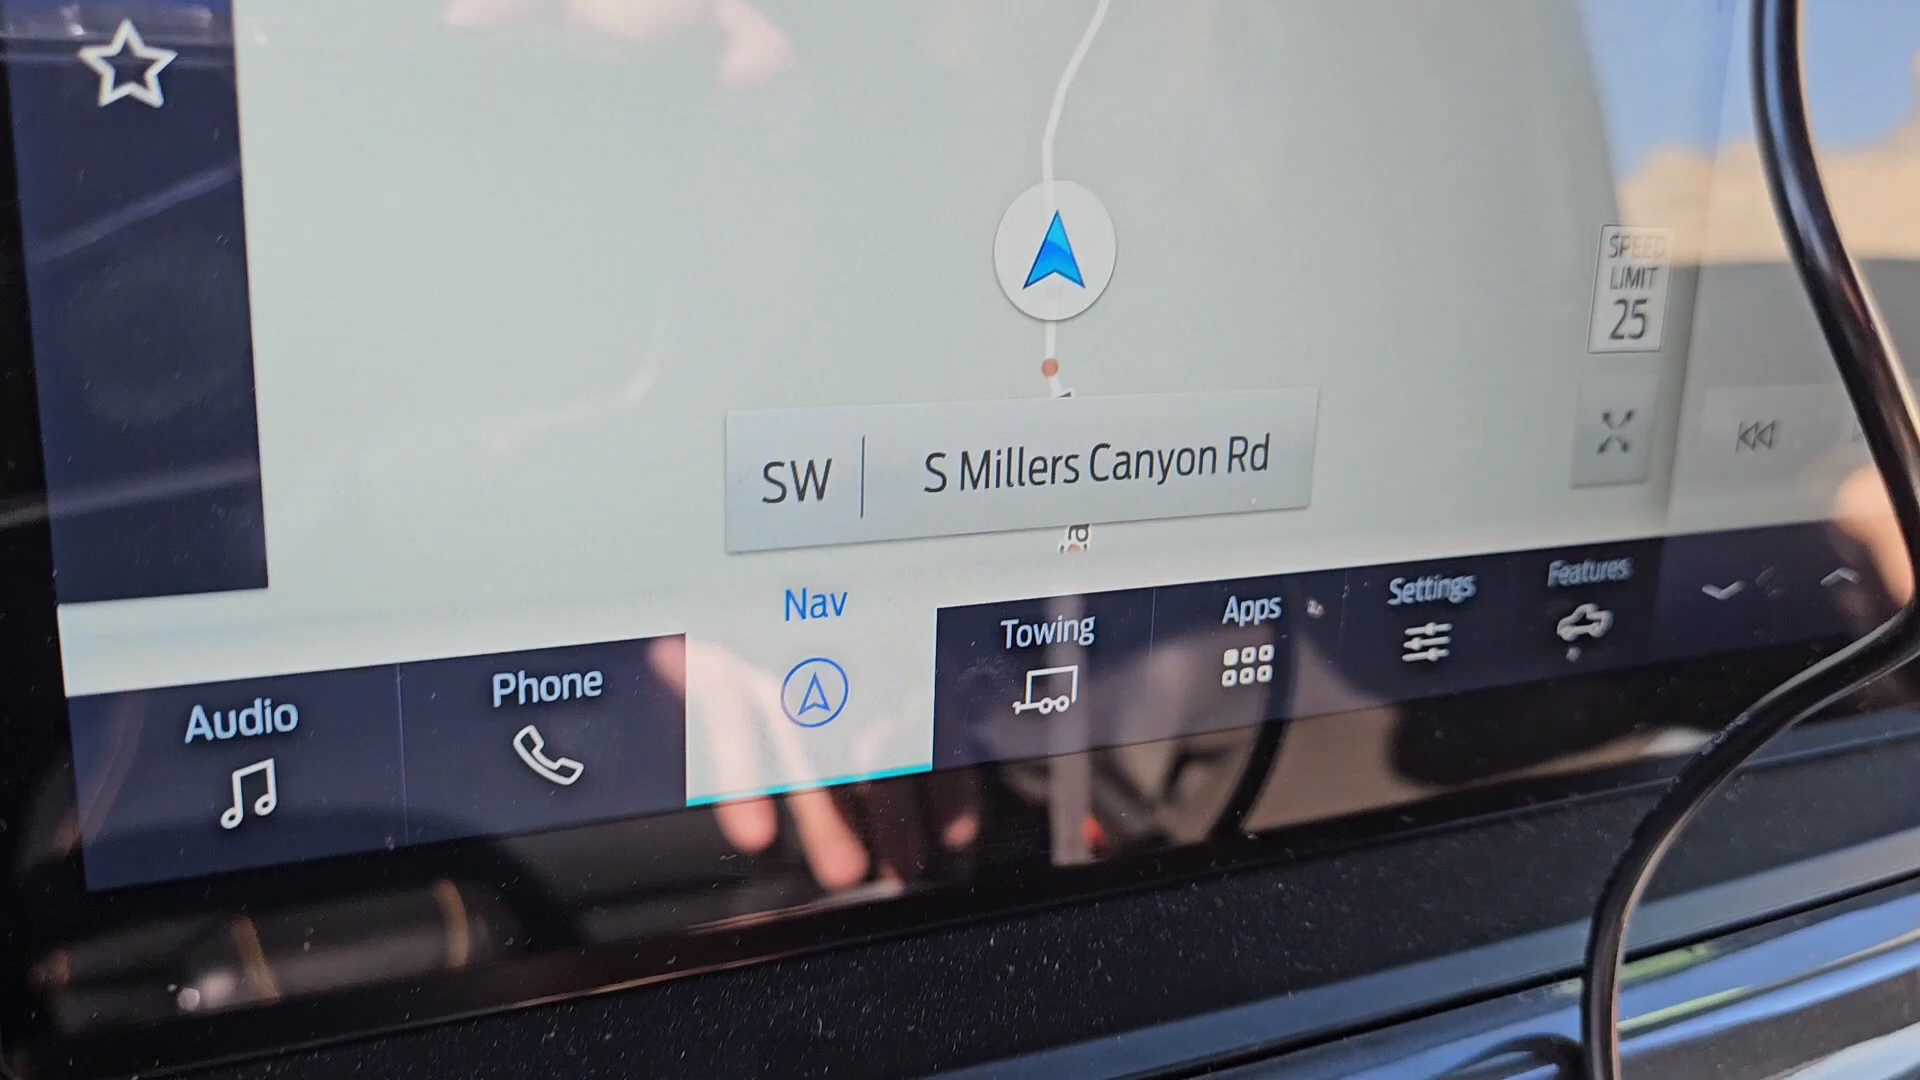 SPEED
LIMIT
25
SW
S Millers Canyon Rd
Audio
Phone
Nav
Towing
Apps
Settings
Features